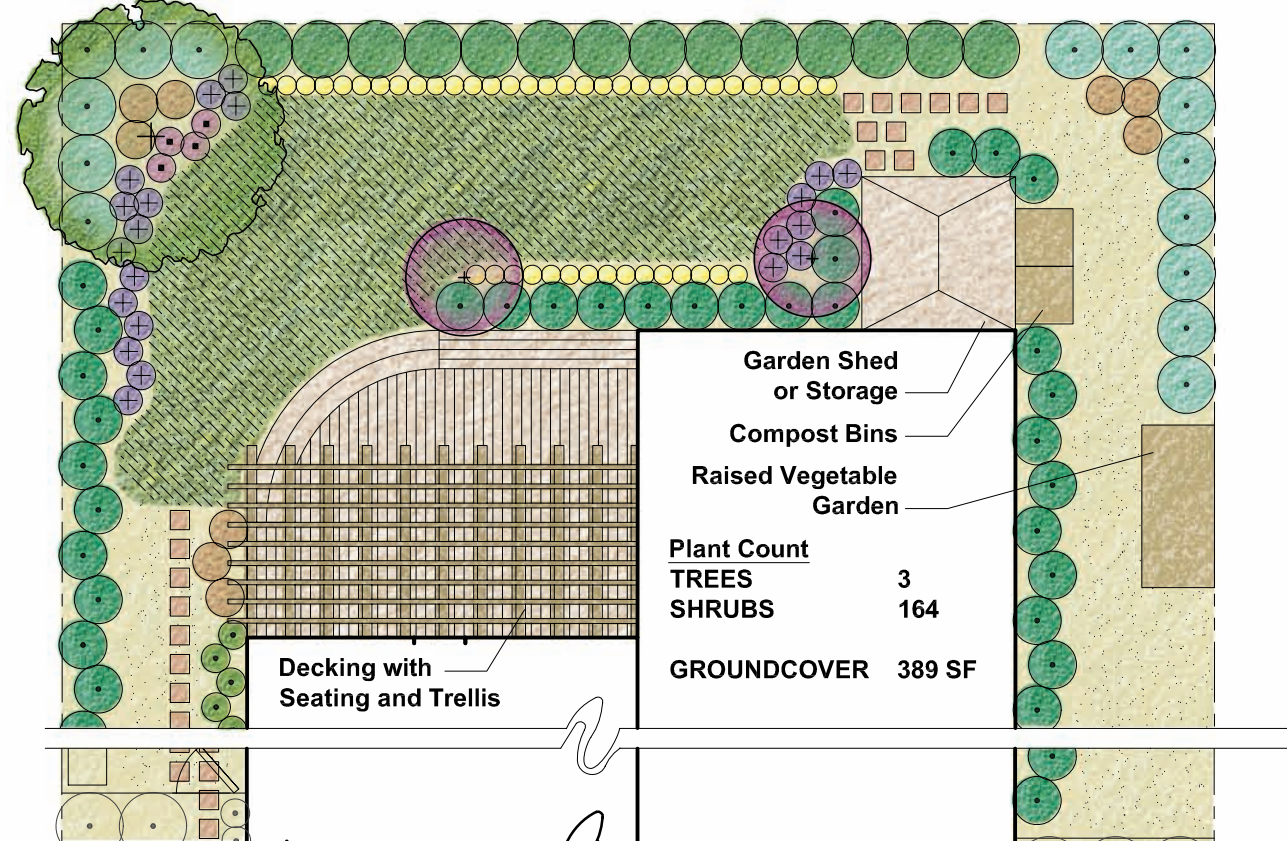 Garden Shed
or Storage
Compost Bins
Raised Vegetable
Garden
Plant Count
TREES 3
SHRUBS 164
GROUNDCOVER 389 SF
Decking with
Seating and Trellis